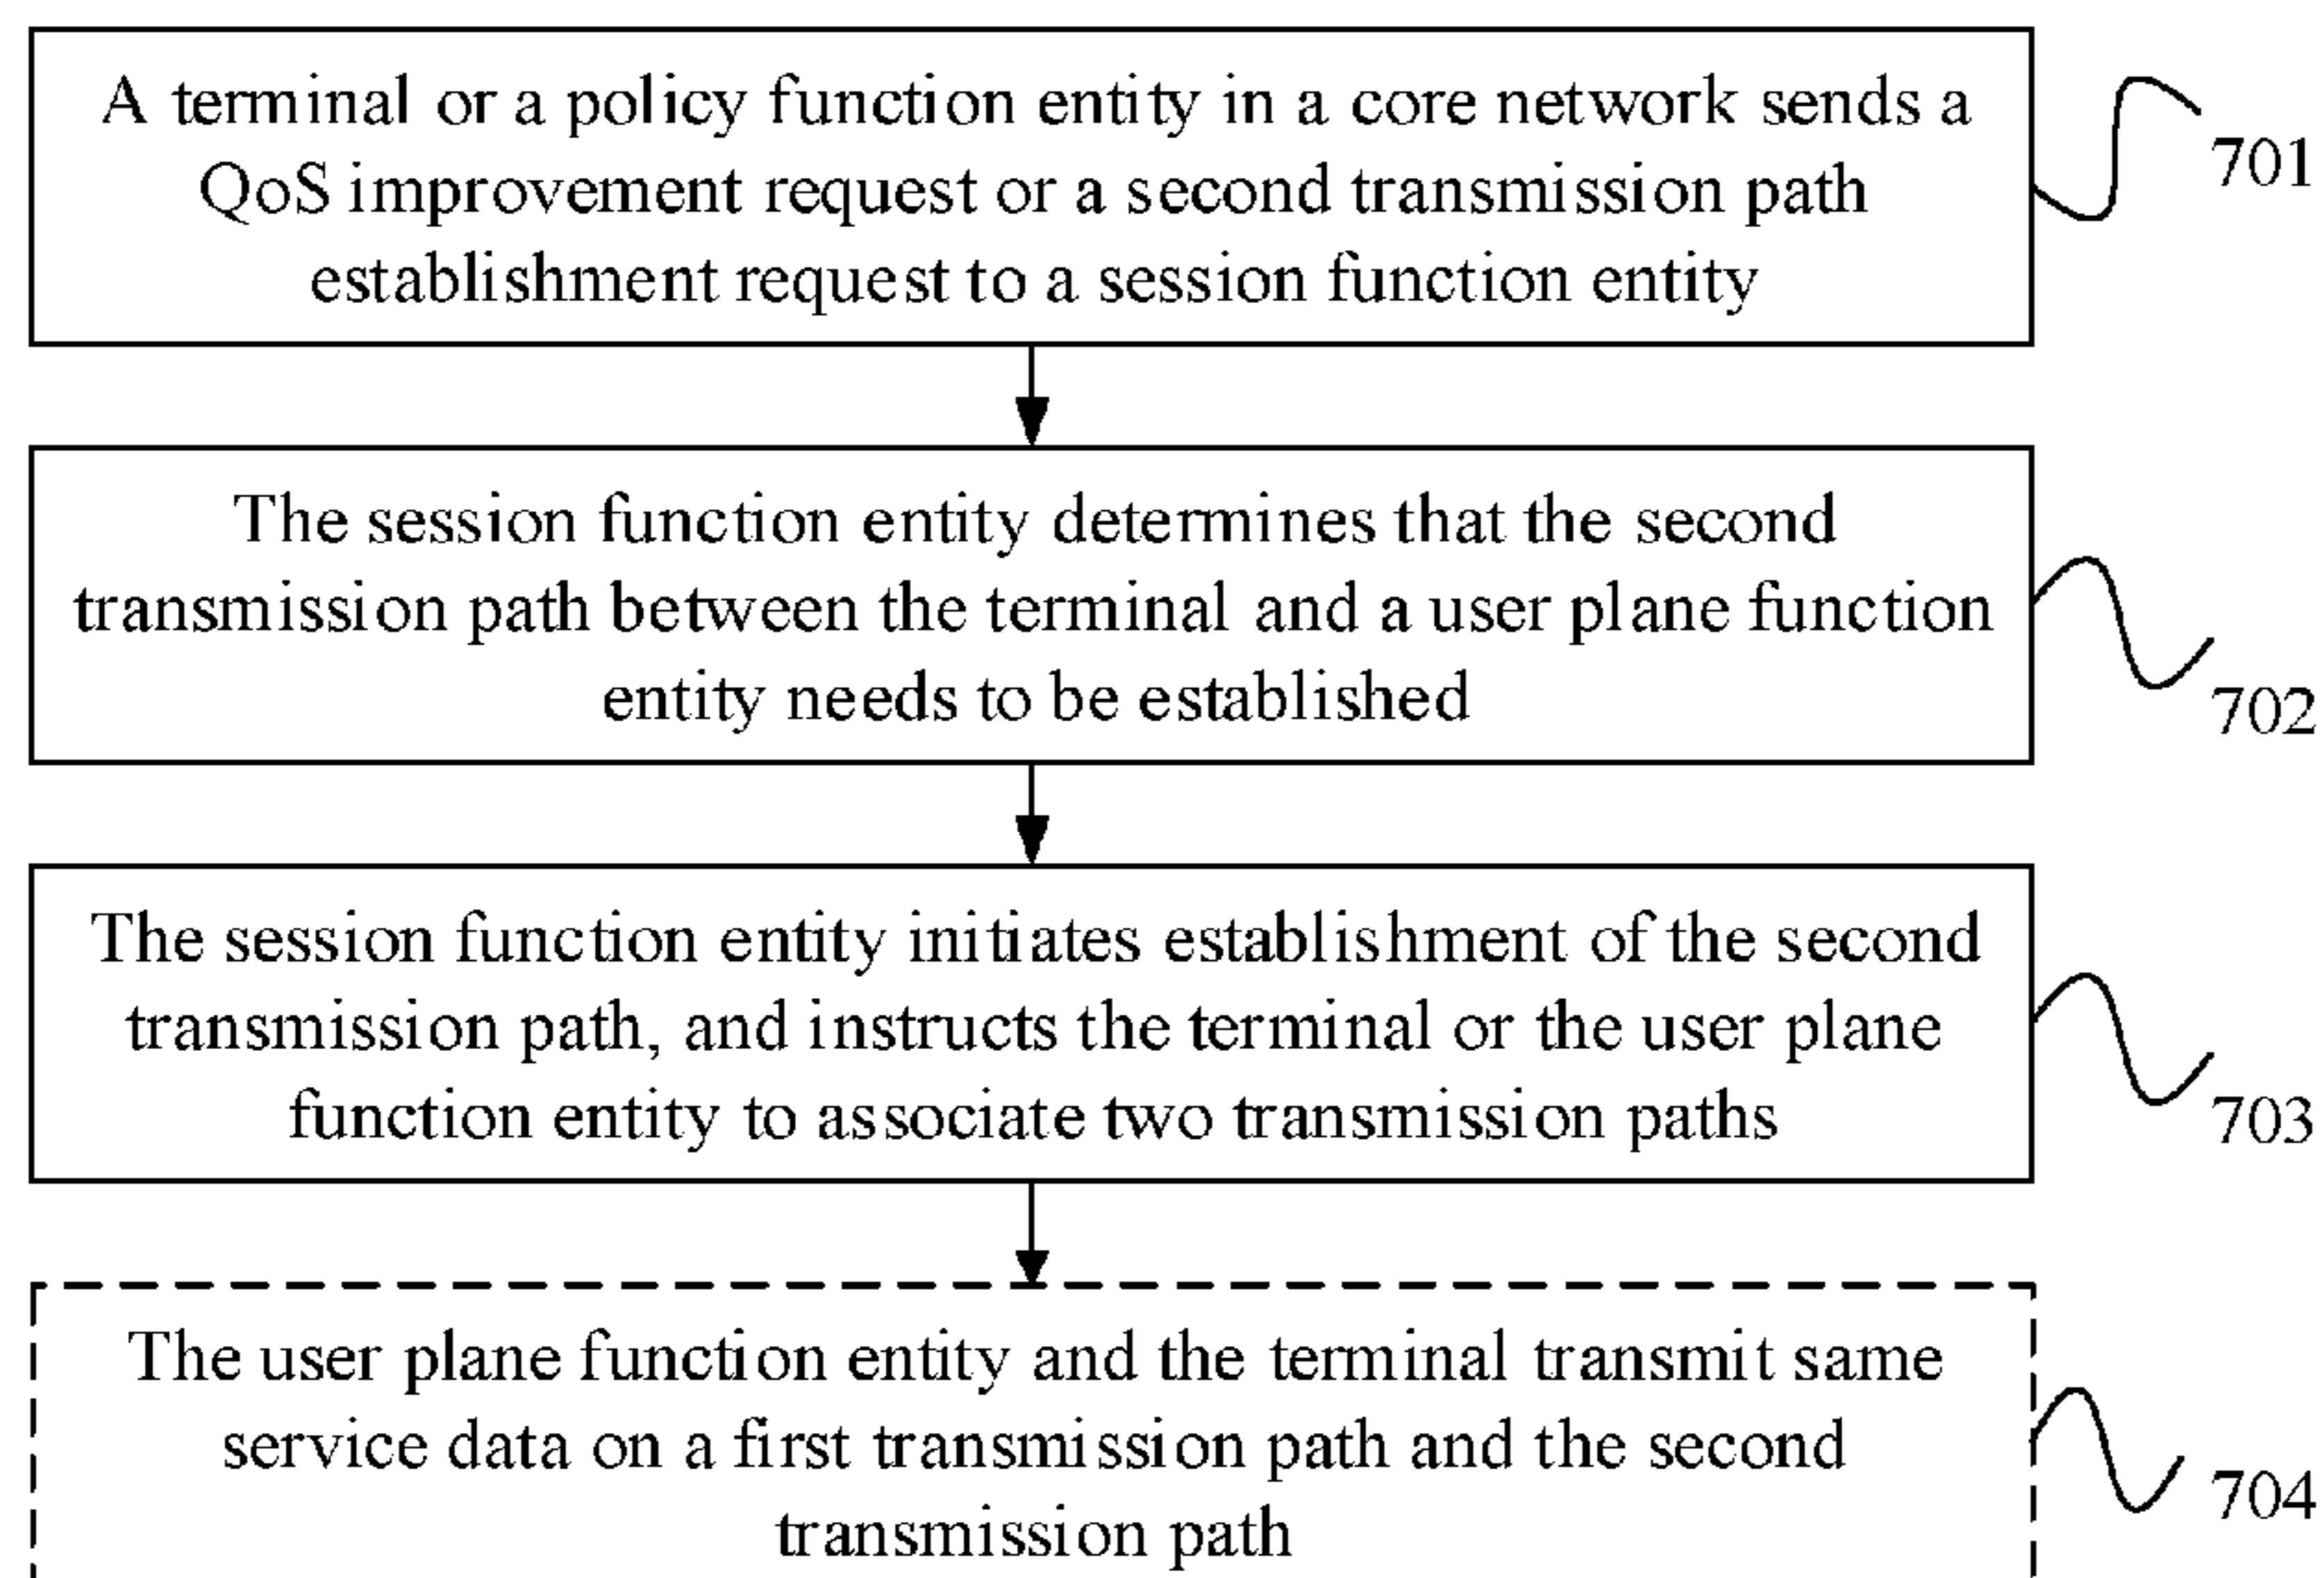 A terminal or a policy function entity in a core network sends a
QoS improvement request or a second transmission path
establishment request to a session function entity
701
The session function entity determines that the second
transmission path between the terminal and a user plane function
entity needs to be established
702
The session function entity initiates establishment of the second
transmission path, and instructs the terminal or the user plane
function entity to associate two transmission paths
703
The user plane function entity and the terminal transmit same
service data on a first transmission path and the second
transmission path
704